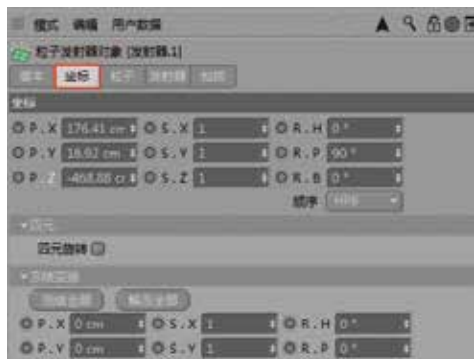 模式 编辑 用户数据
粒子发射器对象 [发射器.1]
基本 坐标 粒子 发射器 包括
坐标
P.X 176.41 cm S.X 1 R.H 0°
P.Y 16.92 cm S.Y 1 R.P 90°
P.Z -468.88 c S.Z 1 R.B 0°
顺序 HPB
四元
四元旋转
冻结变换
冻结全部 解冻全部
P.X 0 cm S.X 1 R.H 0°
P.Y 0 cm S.Y 1 R.P 0°